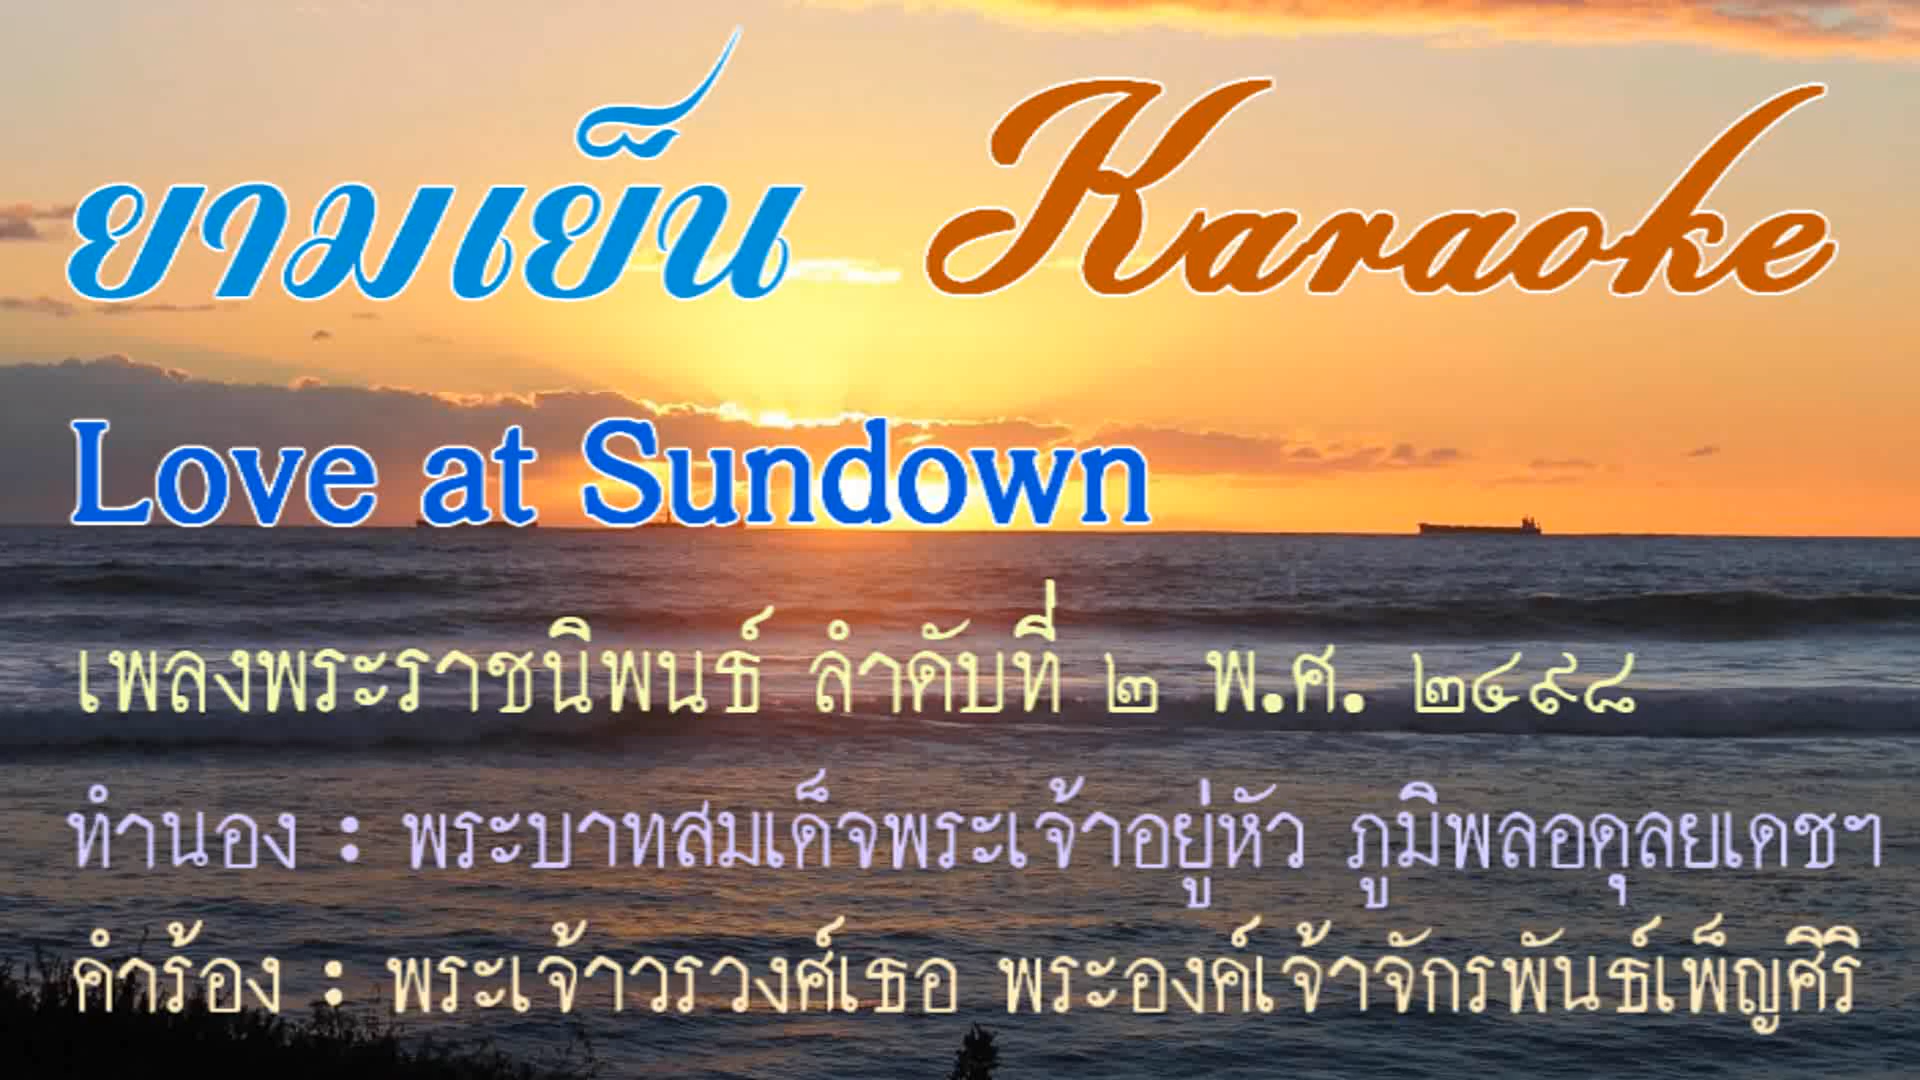 ยามเย็น Karaoke
Love at Sundown
เพลงพระราชนิพนธ์ ลำดับที่ ๒ พ.ศ. ๒๔๙๘
ทำนอง : พระบาทสมเด็จพระเจ้าอยู่หัว ภูมิพลอดุลยเดชฯ
คำร้อง : พระเจ้าวรวงศ์เธอ พระองค์เจ้าจักรพันธ์เพ็ญศิริ